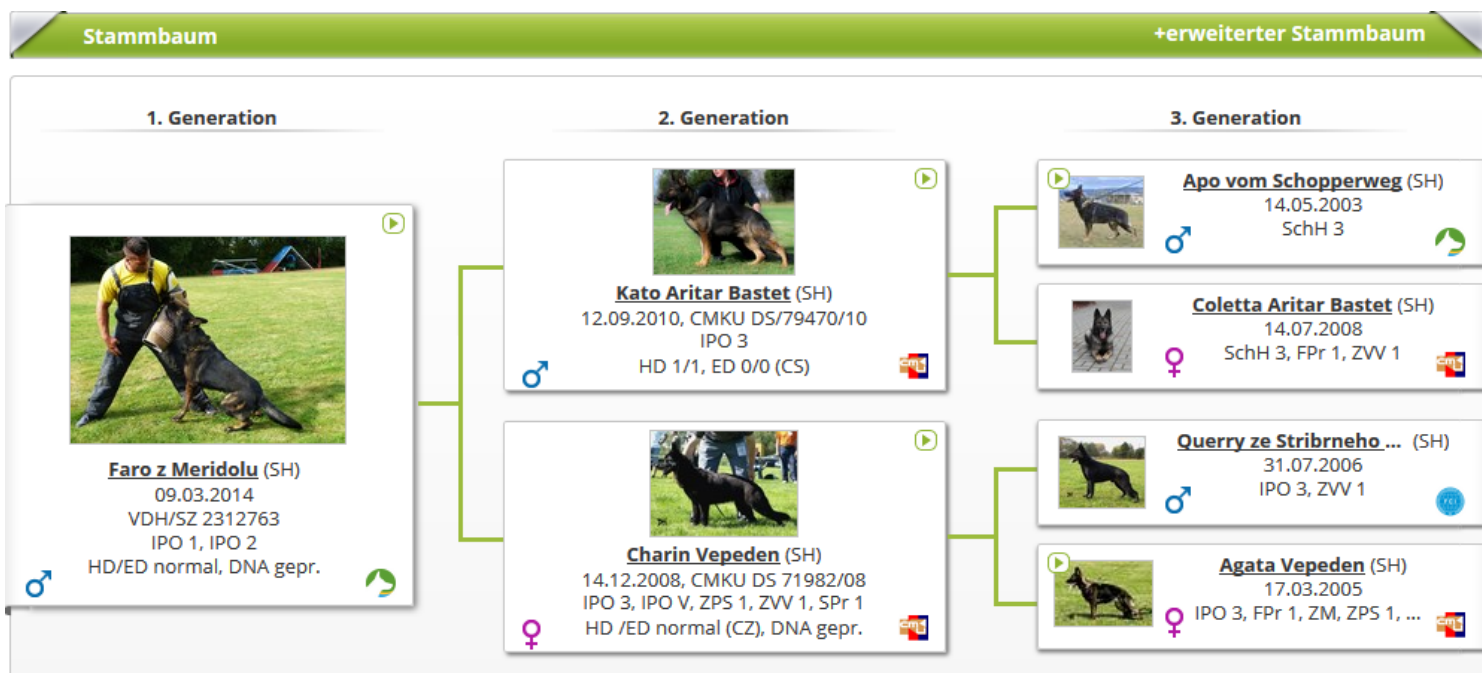 Stammbaum
+erweiterter Stammbaum
1. Generation
2. Generation
3. Generation
Faro z Meridolu (SH)
09.03.2014
VDH/SZ 2312763
IPO 1, IPO 2
HD/ED normal, DNA gepr.
Kato Aritar Bastet (SH)
12.09.2010, CMKU DS/79470/10
IPO 3
HD 1/1, ED 0/0 (CS)
Charin Vepeden (SH)
14.12.2008, CMKU DS 71982/08
IPO 3, IPO V, ZPS 1, ZVV 1, SPr 1
HD /ED normal (CZ), DNA gepr.
Apo vom Schopperweg (SH)
14.05.2003
SchH 3
Coletta Aritar Bastet (SH)
14.07.2008
SchH 3, FPr 1, ZVV 1
Querry ze Stribrneho ... (SH)
31.07.2006
IPO 3, ZVV 1
Agata Vepeden (SH)
17.03.2005
IPO 3, FPr 1, ZM, ZPS 1, ...